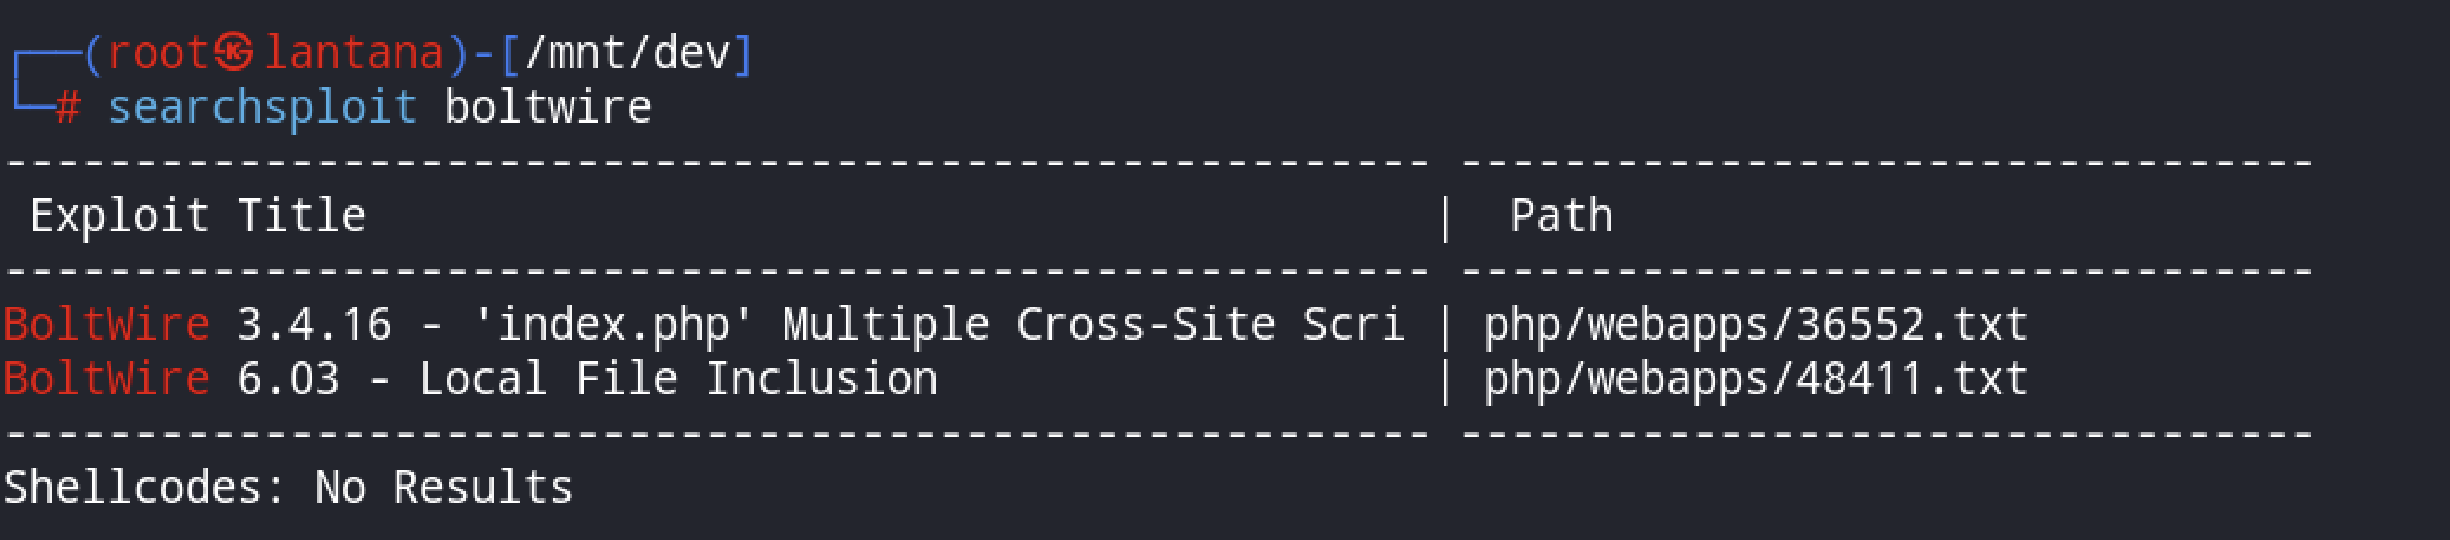 ┌──(root㉿lantana)-[/mnt/dev]
└─# searchsploit boltwire
------------------------------------------------------- ---------------------------------
 Exploit Title                                         |  Path
------------------------------------------------------- ---------------------------------
BoltWire 3.4.16 - 'index.php' Multiple Cross-Site Scri | php/webapps/36552.txt
BoltWire 6.03 - Local File Inclusion                   | php/webapps/48411.txt
------------------------------------------------------- ---------------------------------
Shellcodes: No Results